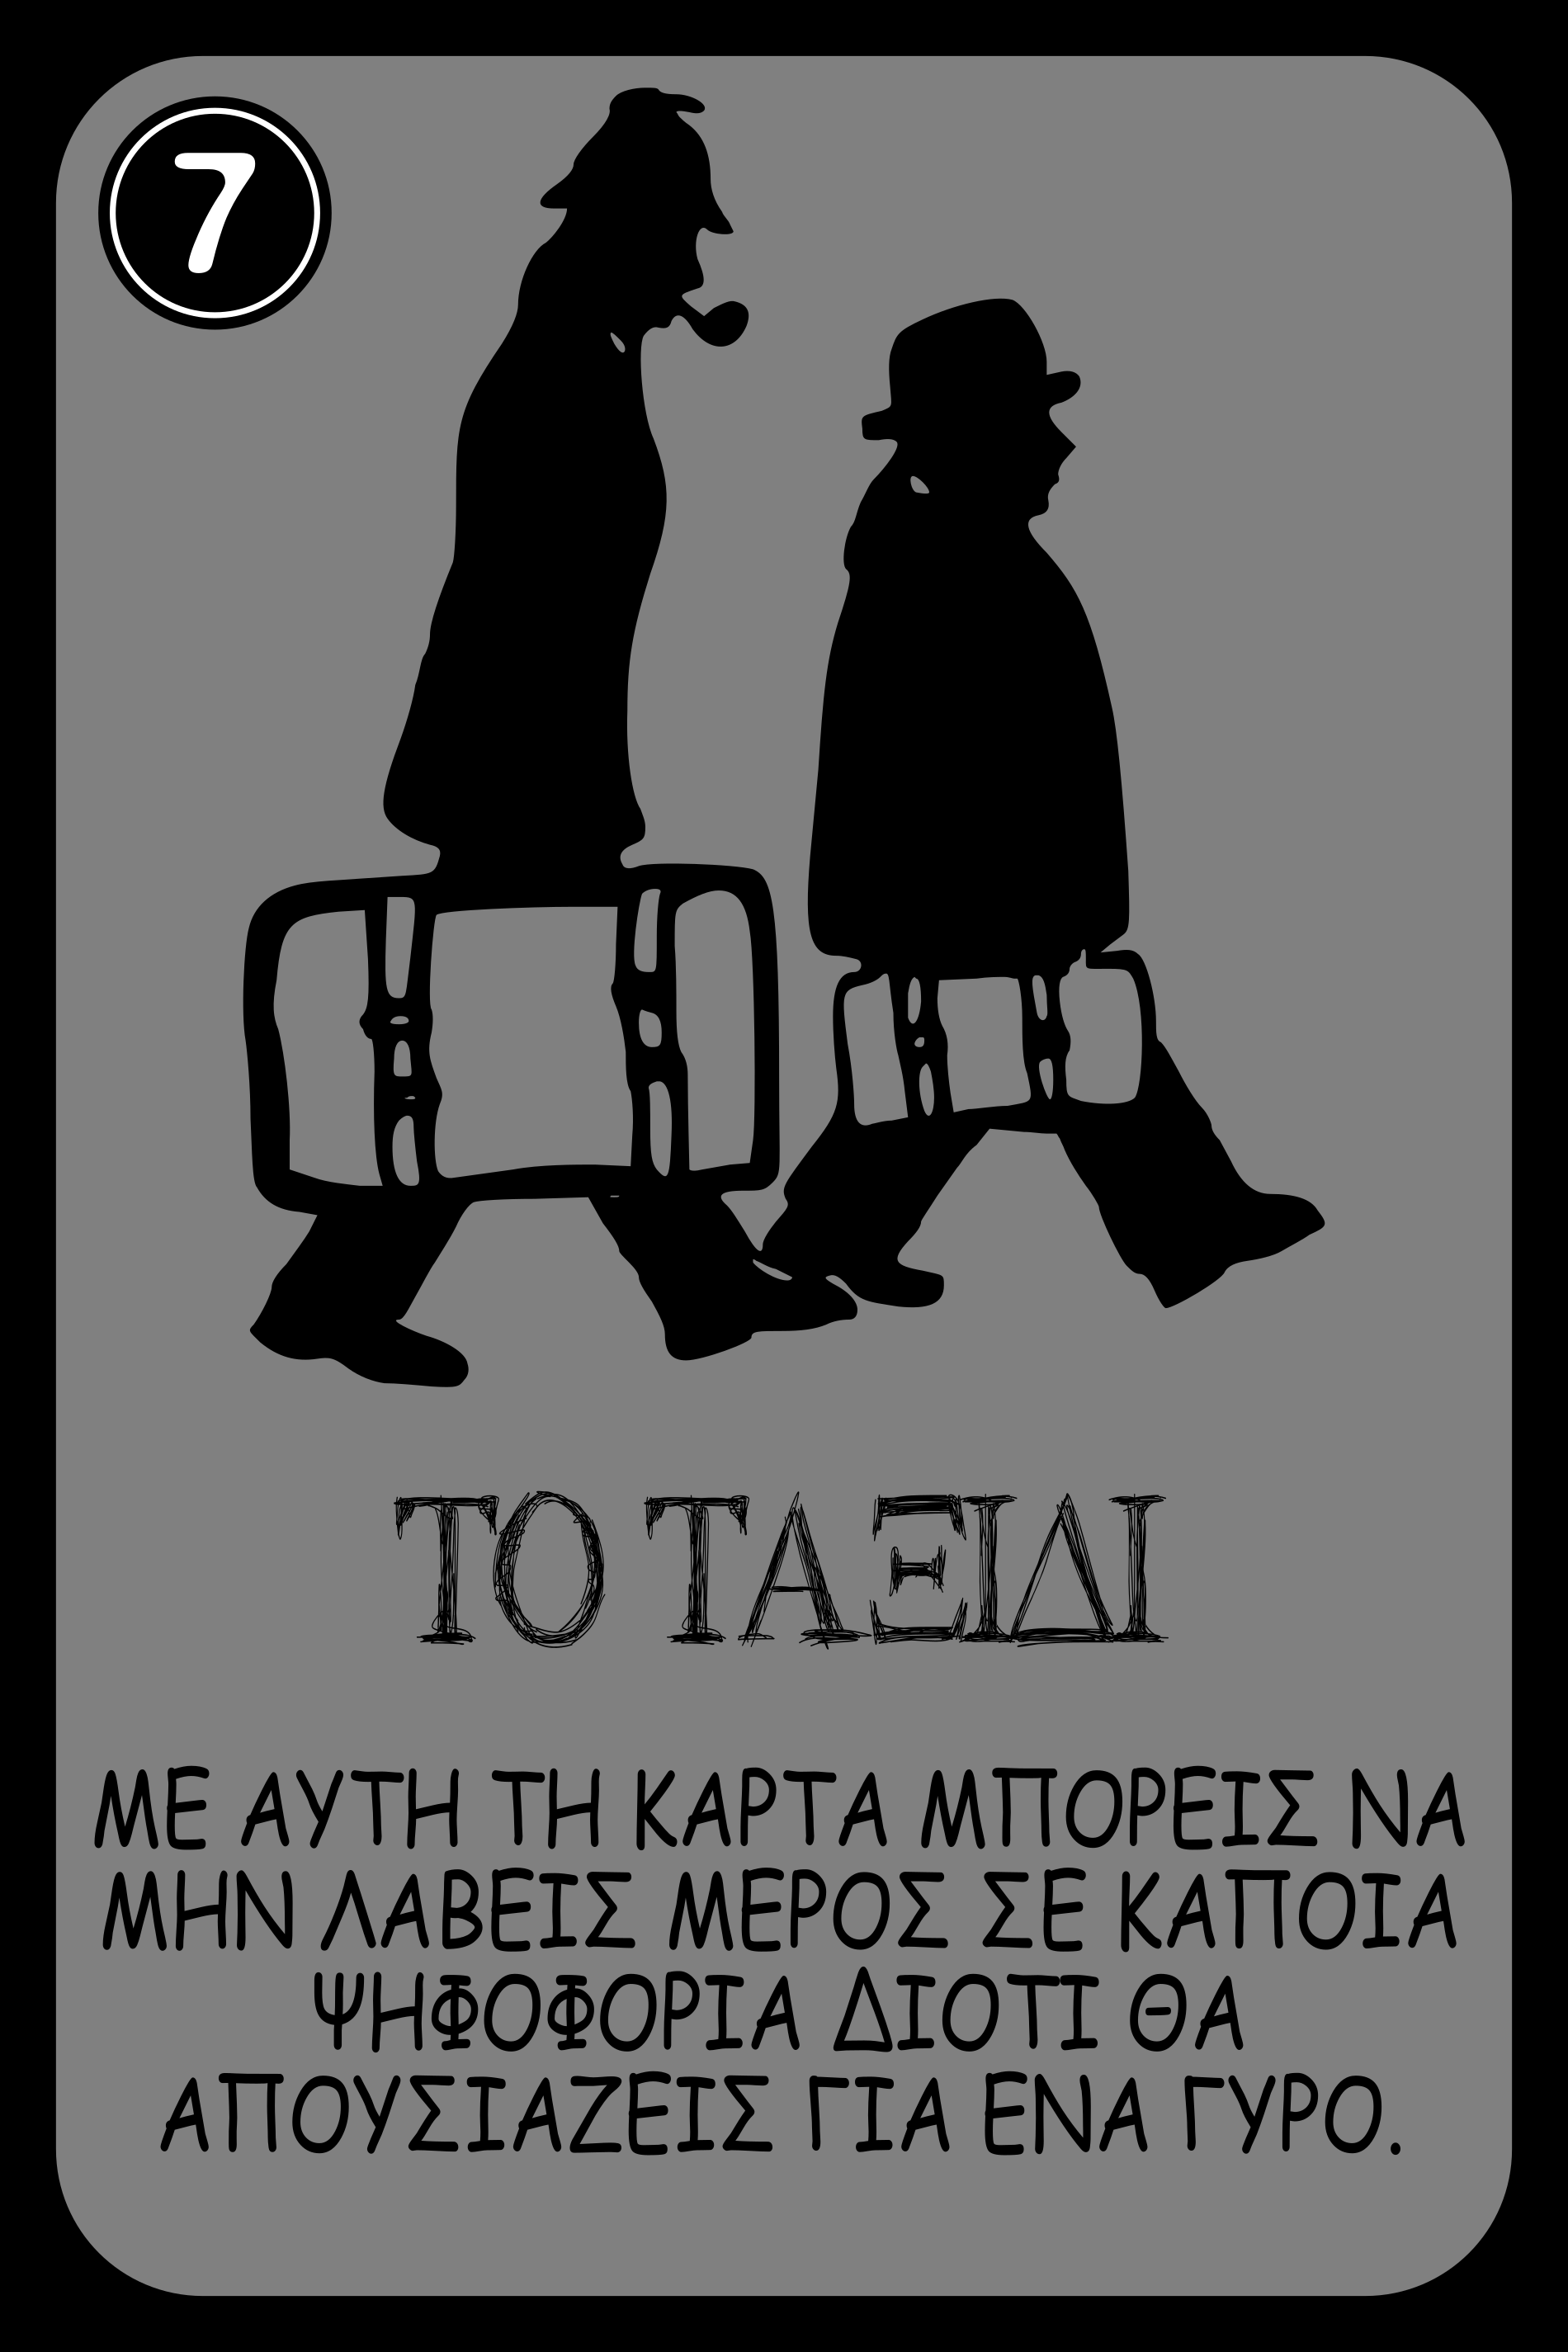 7
ΤΟ ΤΑΞΙΔΙ
ΜΕ ΑΥΤΗ ΤΗ ΚΑΡΤΑ ΜΠΟΡΕΙΣ ΝΑ
ΜΗΝ ΛΑΒΕΙΣ ΜΕΡΟΣ ΣΕ ΚΑΠΟΙΑ
ΨΗΦΟΦΟΡΙΑ ΔΙΟΤΙ ΘΑ
ΑΠΟΥΣΙΑΖΕΙΣ ΓΙΑ ΕΝΑ ΓΥΡΟ.